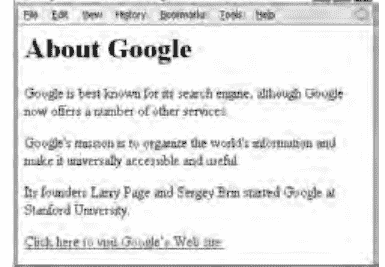 File Edit View History Bookmarks Tools Help
About Google
Google is best known for its search engine, although Google
now offers a number of other services.
Google's mission is to organize the world's information and
make it universally accessible and useful.
Its founders Larry Page and Sergey Brin started Google at
Stanford University.
Click here to visit Google's Web site.